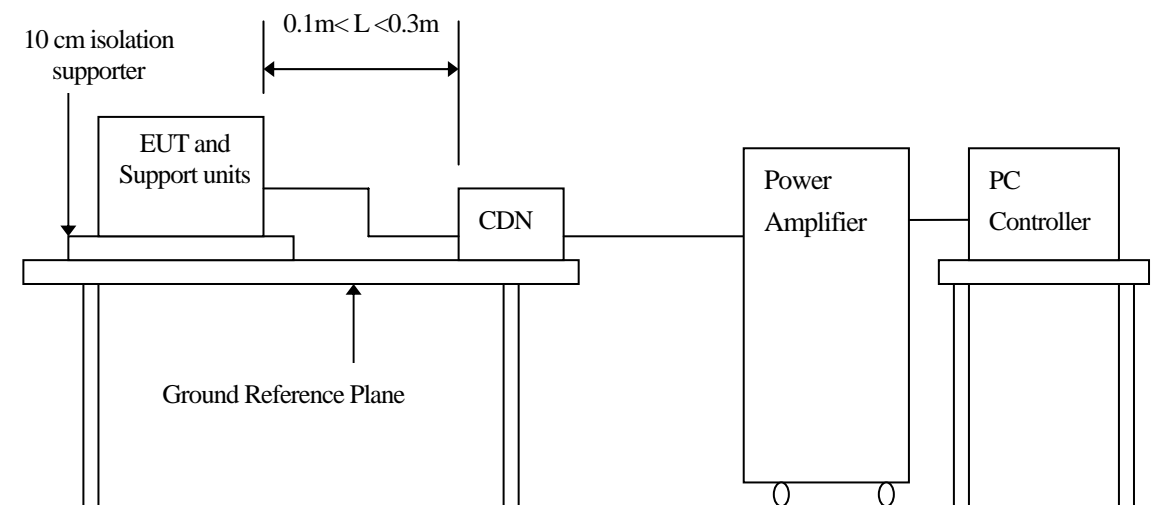 0.1m< L <0.3m
10 cm isolation
supporter
EUT and
Support units
CDN
Power
Amplifier
PC
Controller
Ground Reference Plane